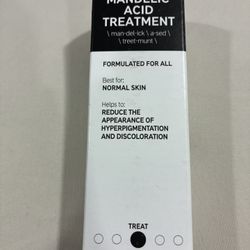 MANDELIC
ACID
TREATMENT
\ man·del·ick \ a·sed \
\ treet·munt \
FORMULATED FOR ALL
Best for:
NORMAL SKIN
Helps to:
REDUCE THE
APPEARANCE OF
HYPERPIGMENTATION
AND DISCOLORATION
TREAT